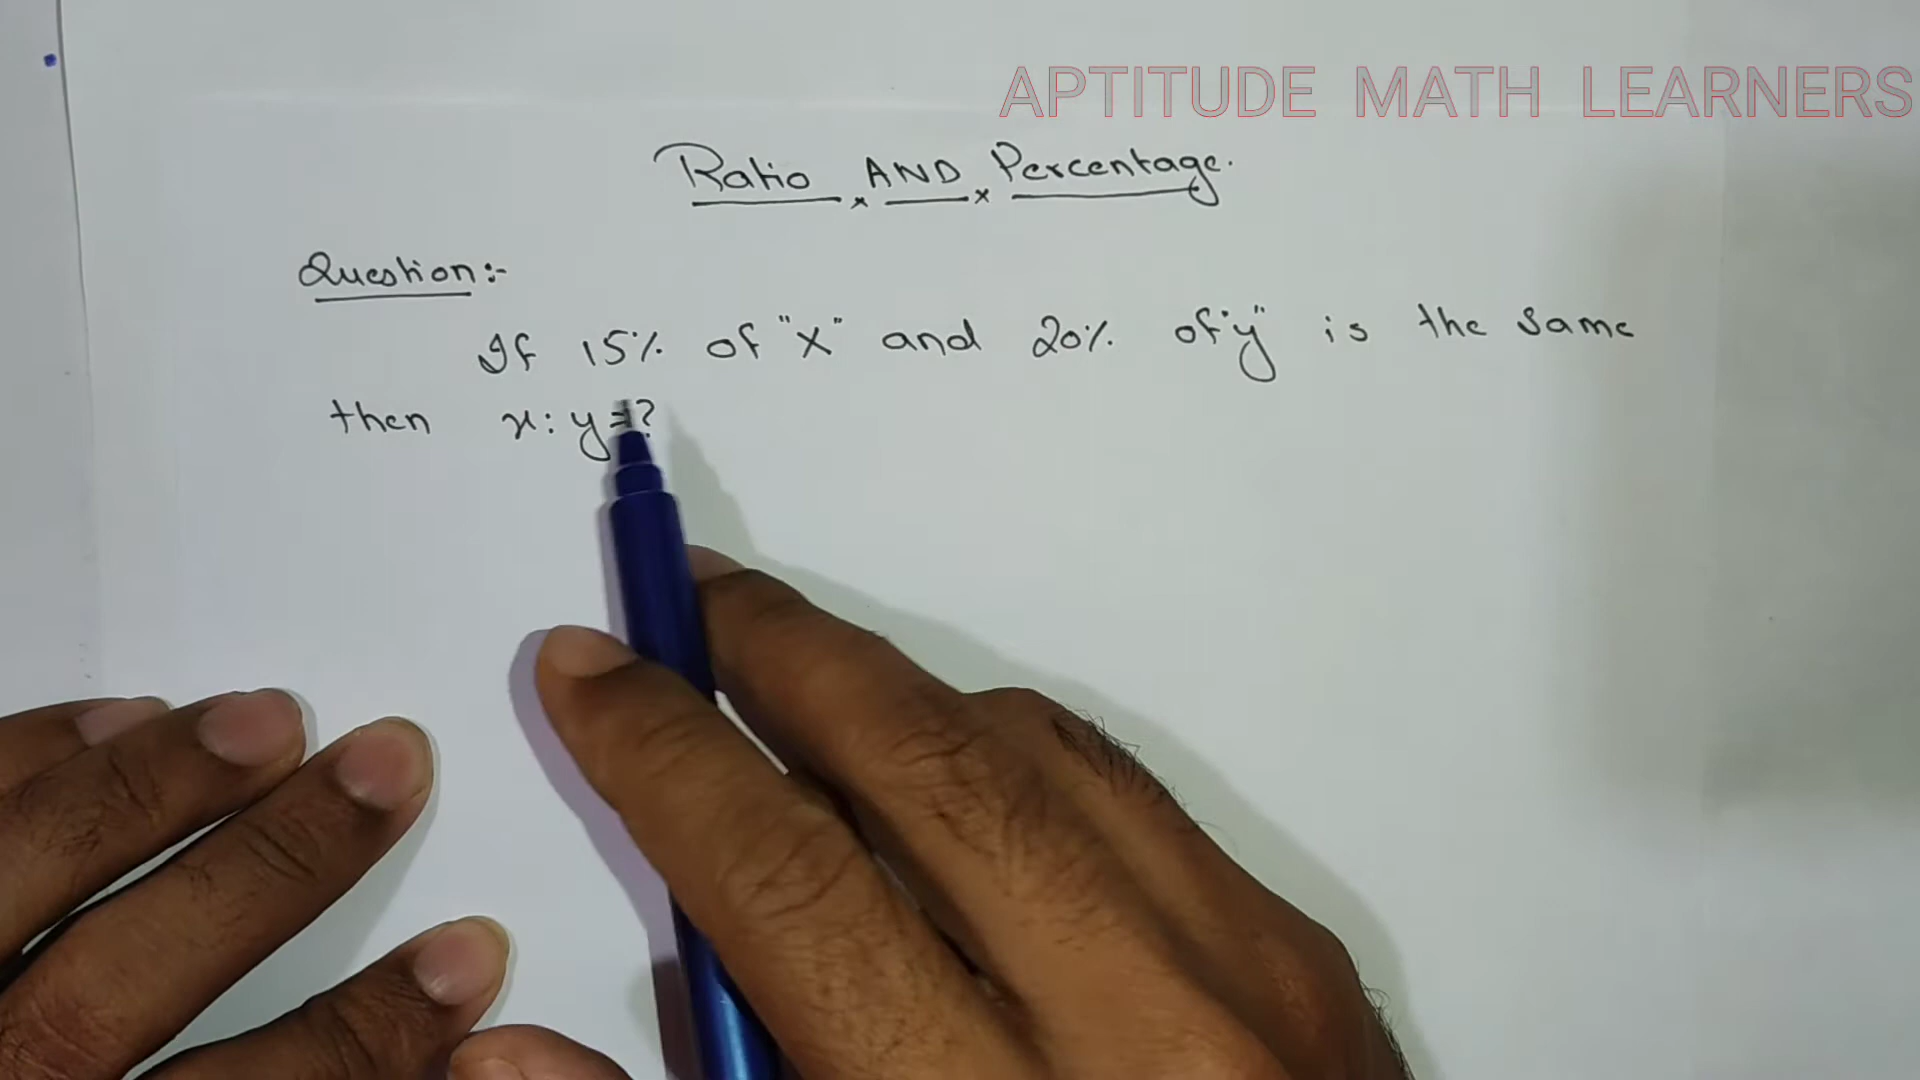 APTITUDE MATH LEARNERS
Ratio AND Percentage.
Question:-
If 15% of "X" and 20% of "y" is the same
then x:y=?